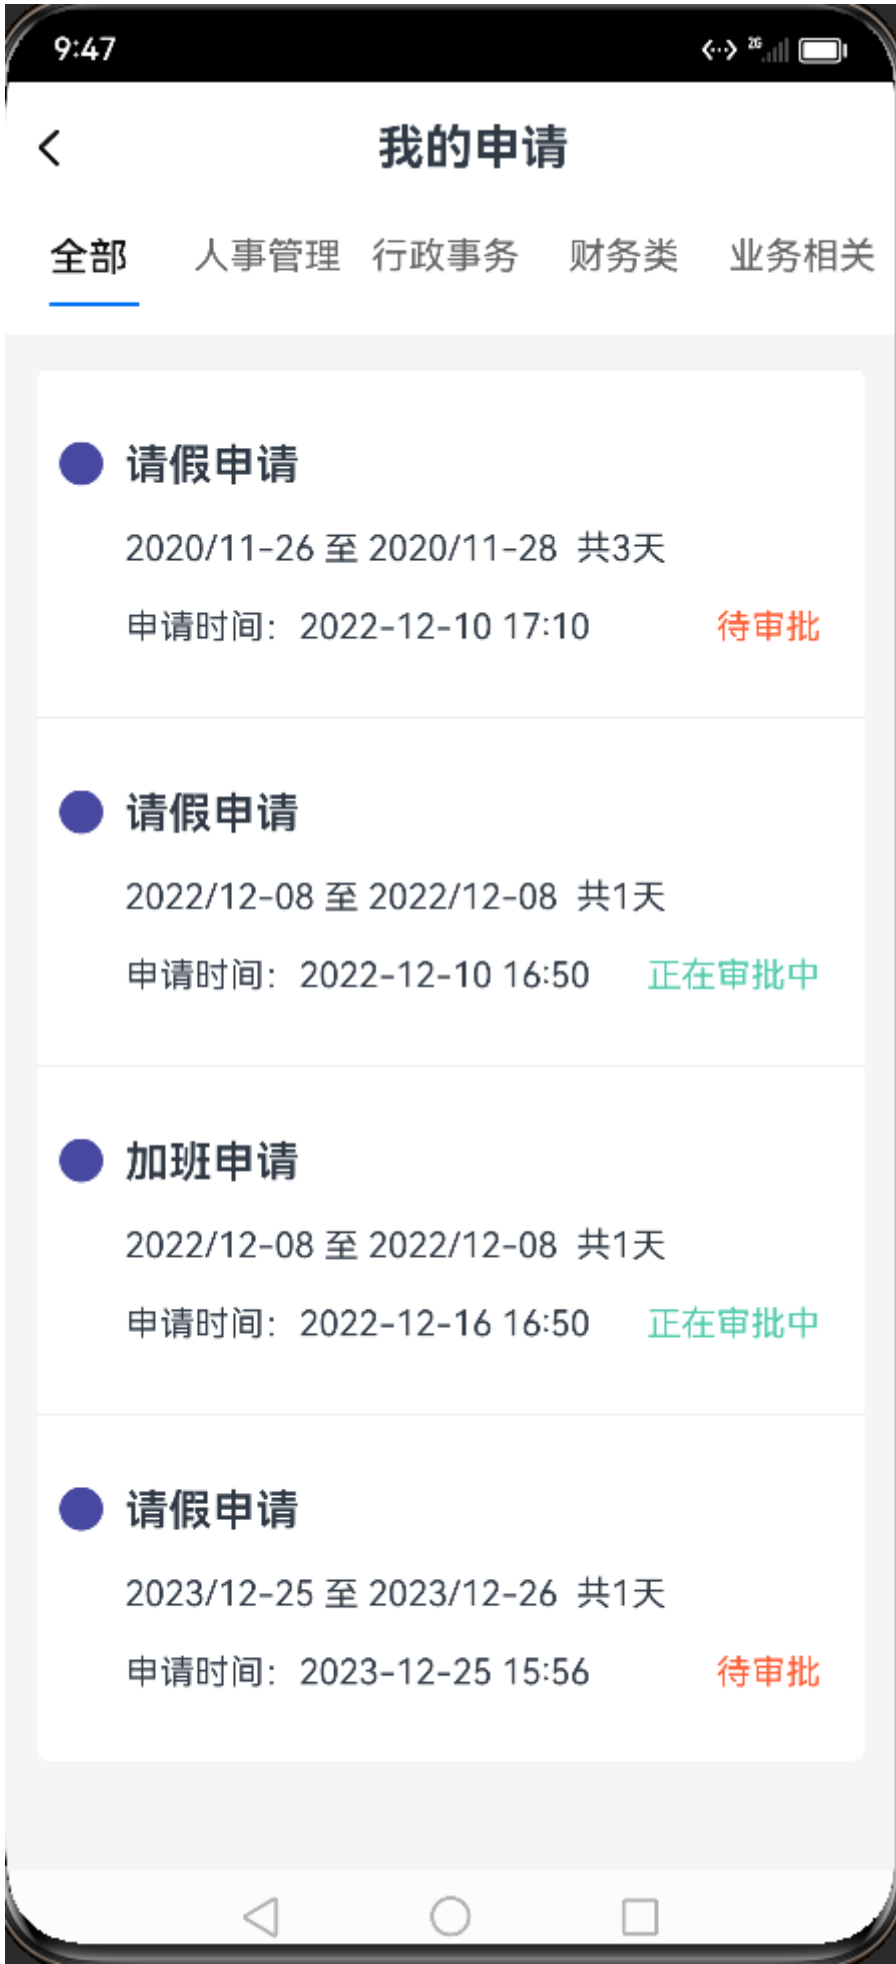 9:47
2G
我的申请
全部 人事管理 行政事务 财务类 业务相关
请假申请
2020/11-26 至 2020/11-28 共3天
申请时间：2022-12-10 17:10 待审批
请假申请
2022/12-08 至 2022/12-08 共1天
申请时间：2022-12-10 16:50 正在审批中
加班申请
2022/12-08 至 2022/12-08 共1天
申请时间：2022-12-16 16:50 正在审批中
请假申请
2023/12-25 至 2023/12-26 共1天
申请时间：2023-12-25 15:56 待审批